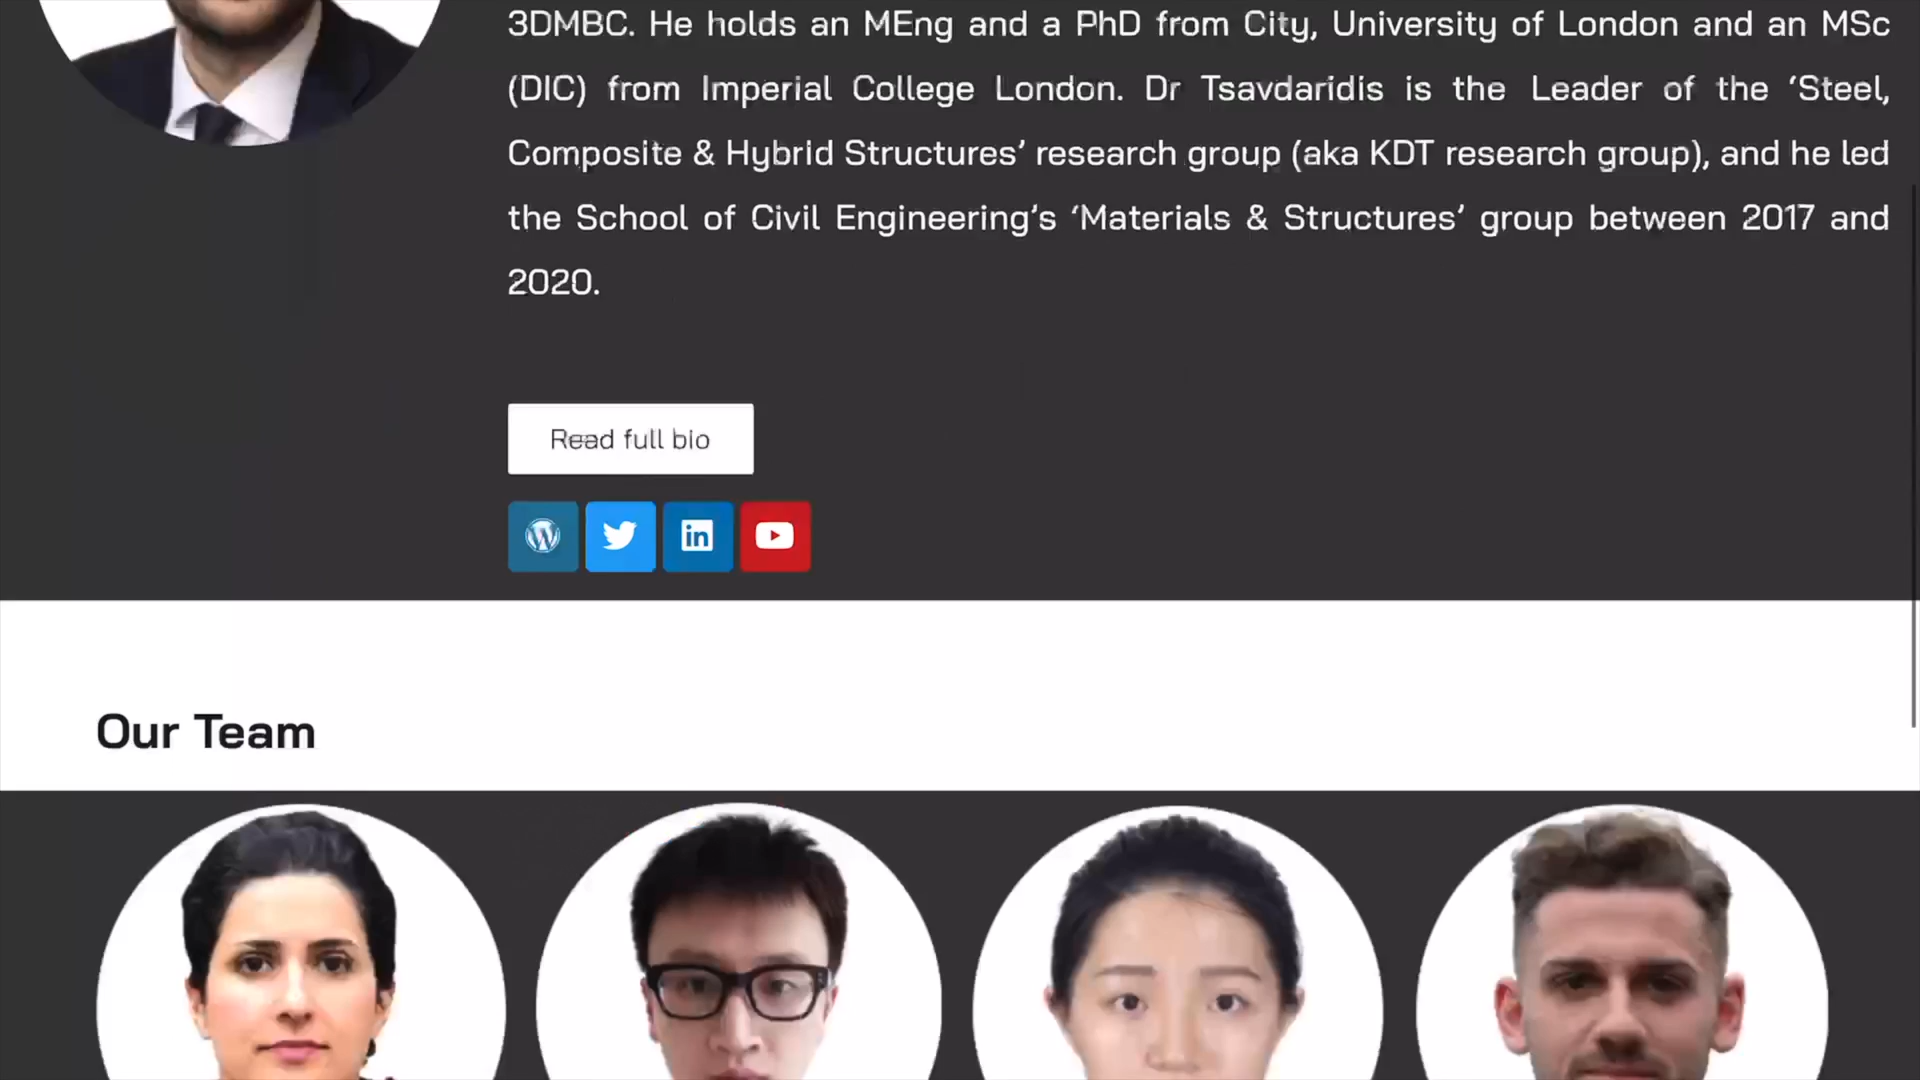 3DMBC. He holds an MEng and a PhD from City, University of London and an MSc
(DIC) from Imperial College London. Dr Tsavdaridis is the Leader of the ‘Steel,
Composite & Hybrid Structures’ research group (aka KDT research group), and he led
the School of Civil Engineering’s ‘Materials & Structures’ group between 2017 and
2020.
Read full bio
in
Our Team